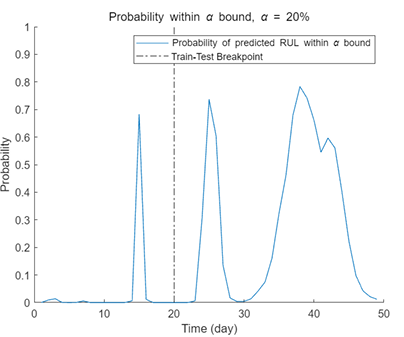 Probability within α bound, α = 20%
Probability of predicted RUL within α bound
Train-Test Breakpoint
Probability
1
0.9
0.8
0.7
0.6
0.5
0.4
0.3
0.2
0.1
0
0 10 20 30 40 50
Time (day)